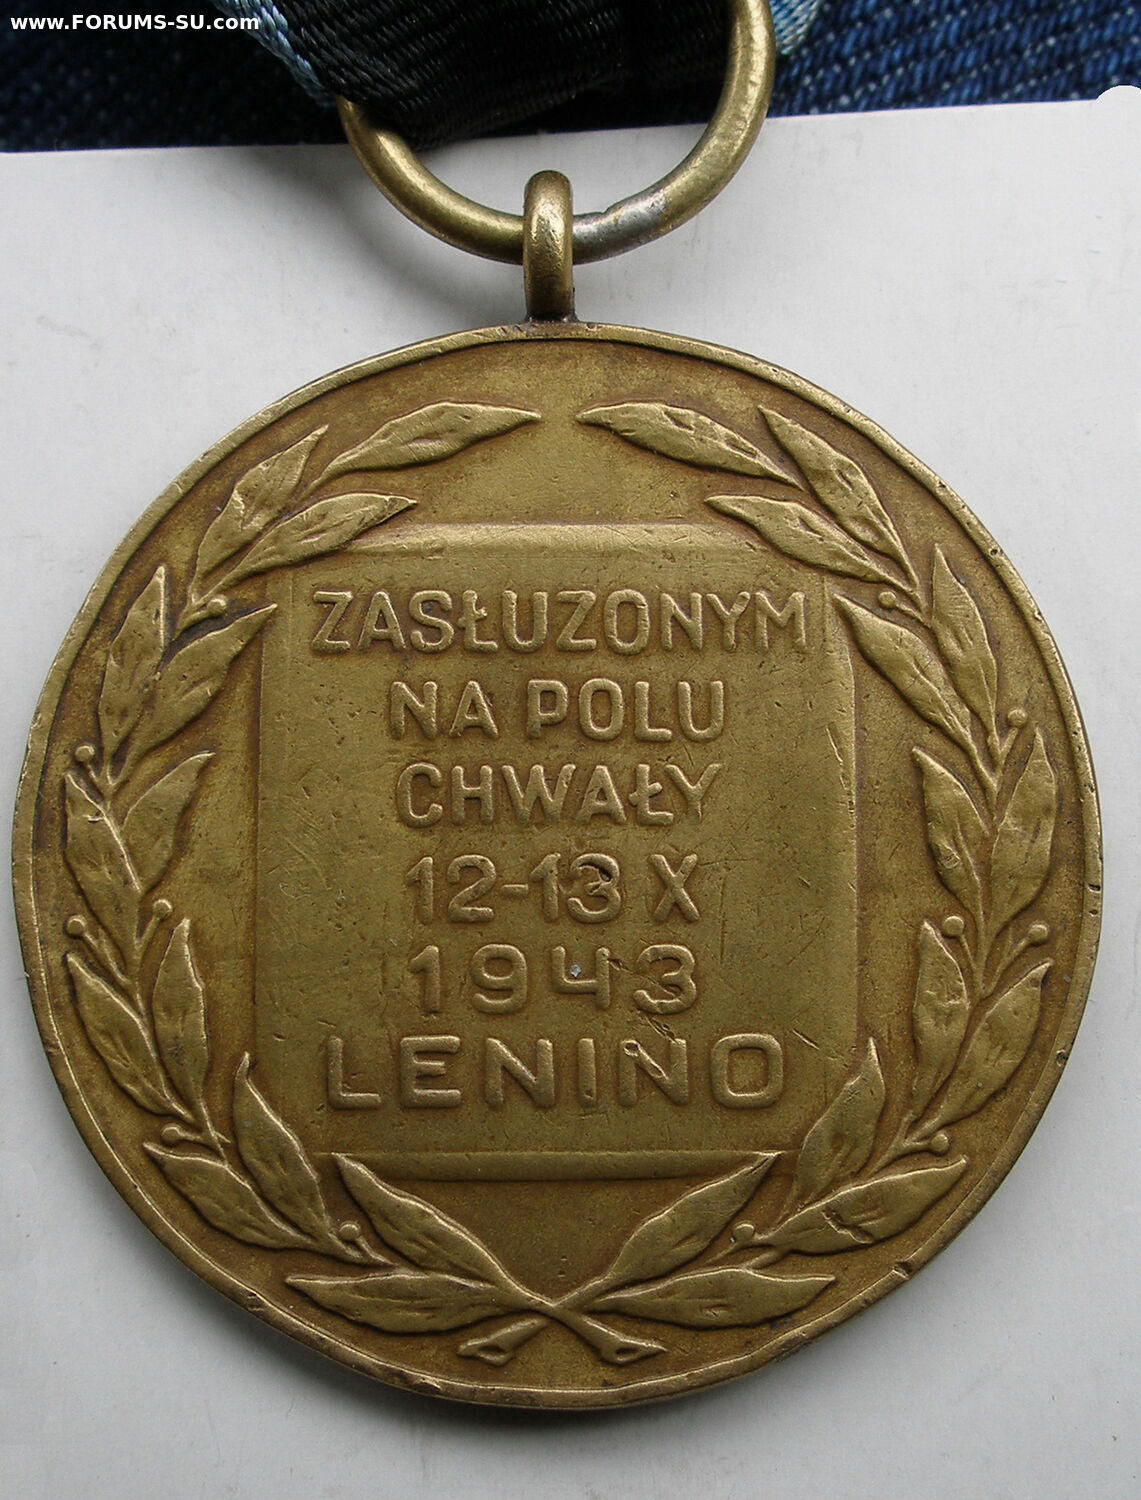 www.FORUMS-SU.com
ZASŁUZONYM
NA POLU
CHWAŁY
12-13 X
1943
LENINO